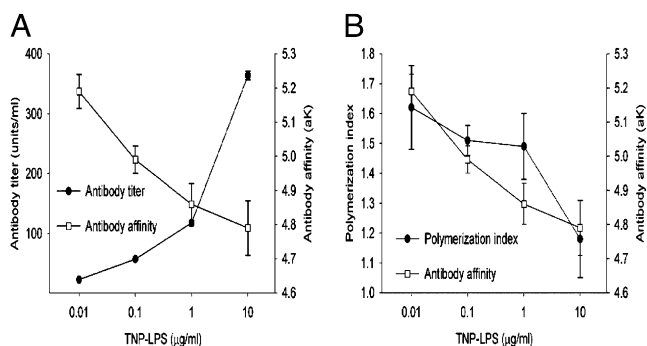 A
B
Antibody titer (units/ml)
400
300
200
100
5.3
5.2
5.1
5.0
4.9
4.8
4.7
4.6
Antibody affinity (aK)
Antibody titer
Antibody affinity
0.01 0.1 1 10
TNP-LPS (μg/ml)
Polymerization index
1.8
1.7
1.6
1.5
1.4
1.3
1.2
1.1
1.0
5.3
5.2
5.1
5.0
4.9
4.8
4.7
4.6
Antibody affinity (aK)
Polymerization index
Antibody affinity
0.01 0.1 1 10
TNP-LPS (μg/ml)